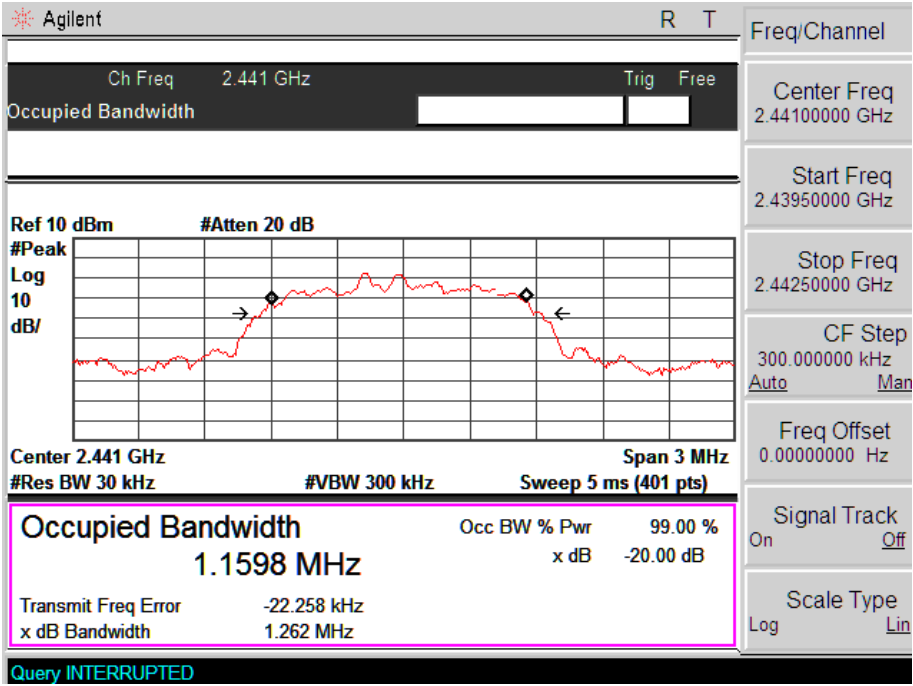 Agilent R T
Freq/Channel
Ch Freq 2.441 GHz Trig Free
Occupied Bandwidth
Center Freq
2.44100000 GHz
Start Freq
2.43950000 GHz
Stop Freq
2.44250000 GHz
CF Step
300.000000 kHz
Auto Man
Freq Offset
0.00000000 Hz
Signal Track
On Off
Scale Type
Log Lin
Ref 10 dBm #Atten 20 dB
#Peak
Log
10
dB/
Center 2.441 GHz Span 3 MHz
#Res BW 30 kHz #VBW 300 kHz Sweep 5 ms (401 pts)
Occupied Bandwidth Occ BW % Pwr 99.00 %
1.1598 MHz x dB -20.00 dB
Transmit Freq Error -22.258 kHz
x dB Bandwidth 1.262 MHz
Query INTERRUPTED